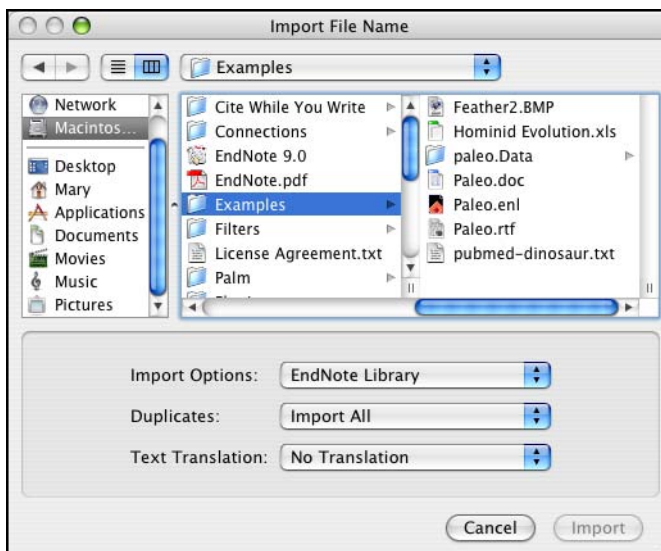 Import File Name
Examples
Network
Macintos...
Desktop
Mary
Applications
Documents
Movies
Music
Pictures
Cite While You Write
Connections
EndNote 9.0
EndNote.pdf
Examples
Filters
License Agreement.txt
Palm
Feather2.BMP
Hominid Evolution.xls
paleo.Data
Paleo.doc
Paleo.enl
Paleo.rtf
pubmed-dinosaur.txt
Import Options: EndNote Library
Duplicates: Import All
Text Translation: No Translation
Cancel Import